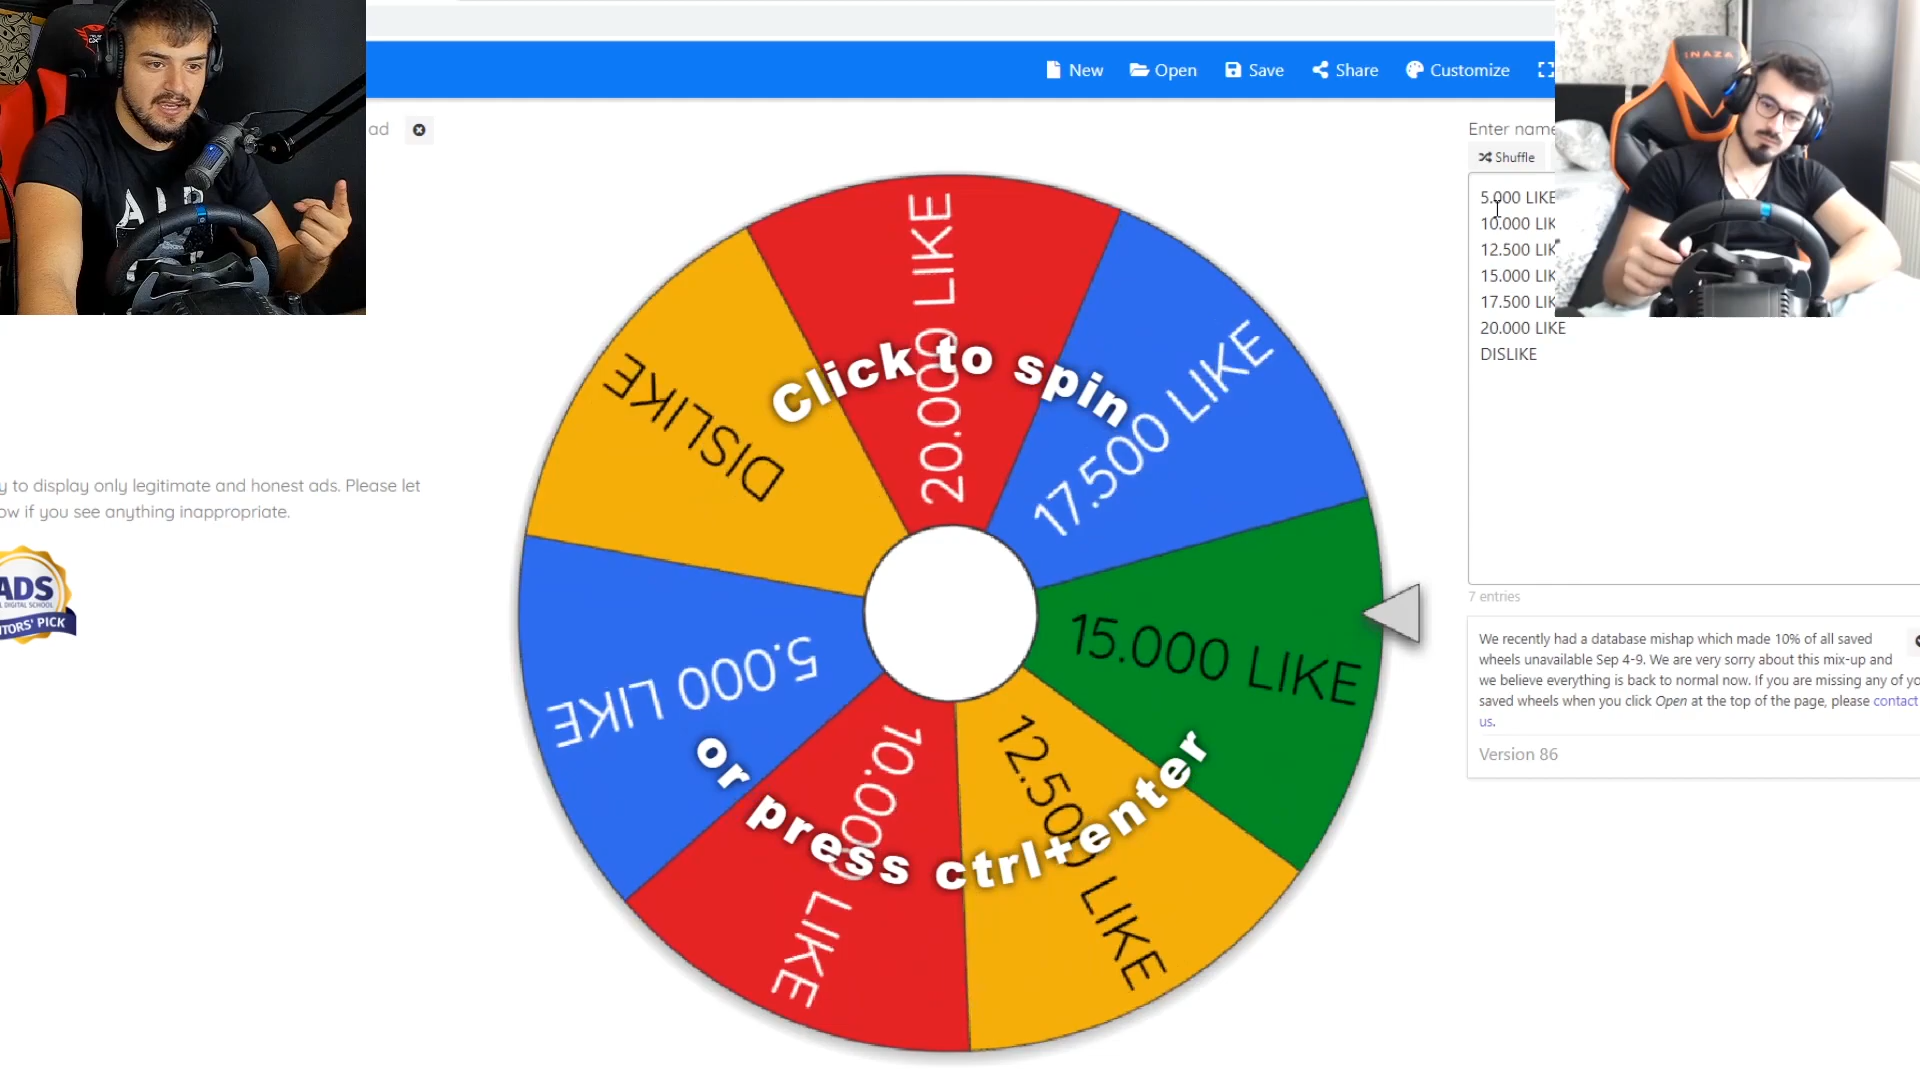 New Open Save Share Customize
ad
Enter name
Shuffle
5.000 LIKE
10.000 LIK
12.500 LIK
15.000 LIK
17.500 LIK
20.000 LIKE
DISLIKE
7 entries
We recently had a database mishap which made 10% of all saved
wheels unavailable Sep 4-9. We are very sorry about this mix-up and
we believe everything is back to normal now. If you are missing any of yo
saved wheels when you click Open at the top of the page, please contact
us.
Version 86
y to display only legitimate and honest ads. Please let
ow if you see anything inappropriate.
ADS
L DIGITAL SCHOOL
ITORS' PICK
Click to spin
or press ctrl+enter
20.000 LIKE
17.500 LIKE
15.000 LIKE
12.500 LIKE
10.000 LIKE
5.000 LIKE
DISLIKE
AIR
INAZA